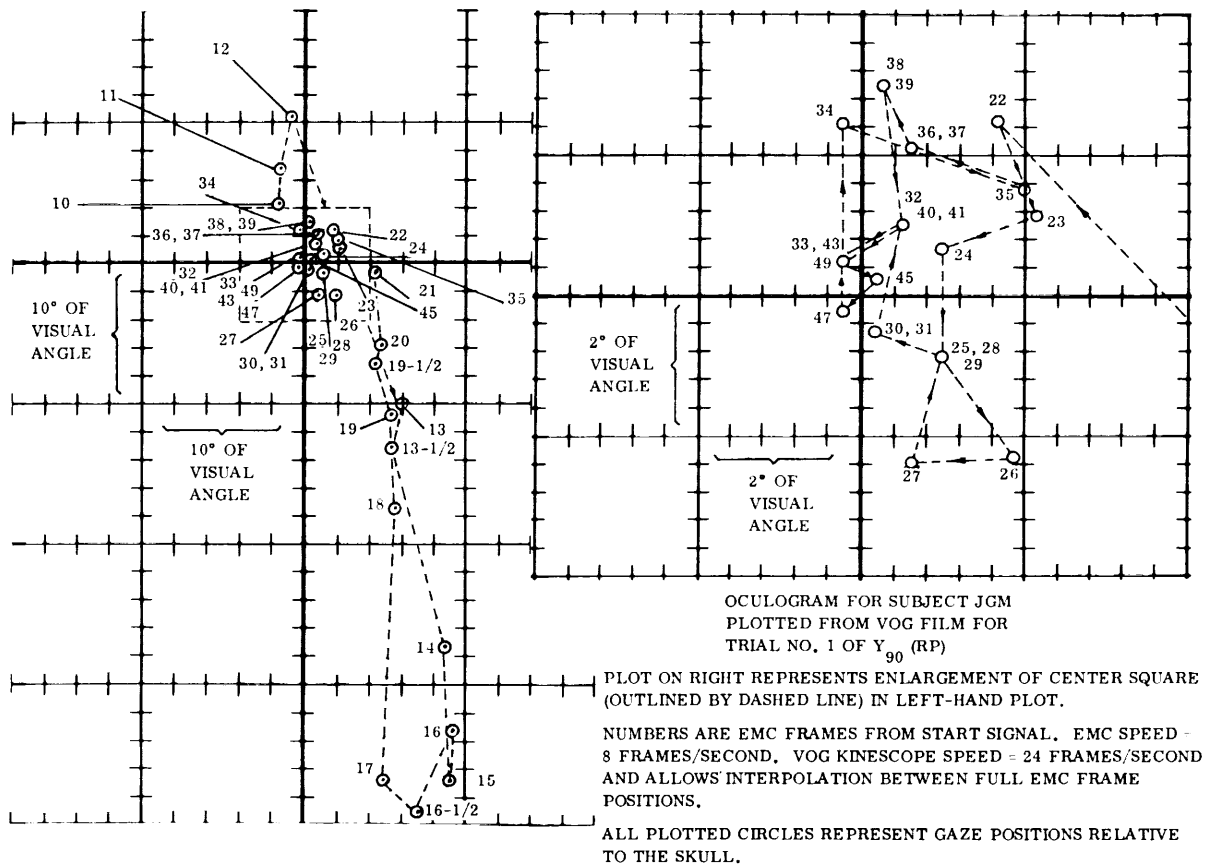 12
11
10
34
38, 39
36, 37
22
24
32
40, 41
33
43
49
47
27
30, 31
25, 28
29
26
23
45
21
35
20
19-1/2
19
13
13-1/2
18
14
16
15
17
16-1/2
10° OF
VISUAL
ANGLE
10° OF
VISUAL
ANGLE
38
39
34
22
36, 37
35
23
32
40, 41
33, 43
49
24
45
47
30, 31
25, 28
29
27
26
2° OF
VISUAL
ANGLE
2° OF
VISUAL
ANGLE
OCULOGRAM FOR SUBJECT JGM
PLOTTED FROM VOG FILM FOR
TRIAL NO. 1 OF Y90 (RP)
PLOT ON RIGHT REPRESENTS ENLARGEMENT OF CENTER SQUARE
(OUTLINED BY DASHED LINE) IN LEFT-HAND PLOT.
NUMBERS ARE EMC FRAMES FROM START SIGNAL. EMC SPEED =
8 FRAMES/SECOND. VOG KINESCOPE SPEED = 24 FRAMES/SECOND
AND ALLOWS INTERPOLATION BETWEEN FULL EMC FRAME
POSITIONS.
ALL PLOTTED CIRCLES REPRESENT GAZE POSITIONS RELATIVE
TO THE SKULL.